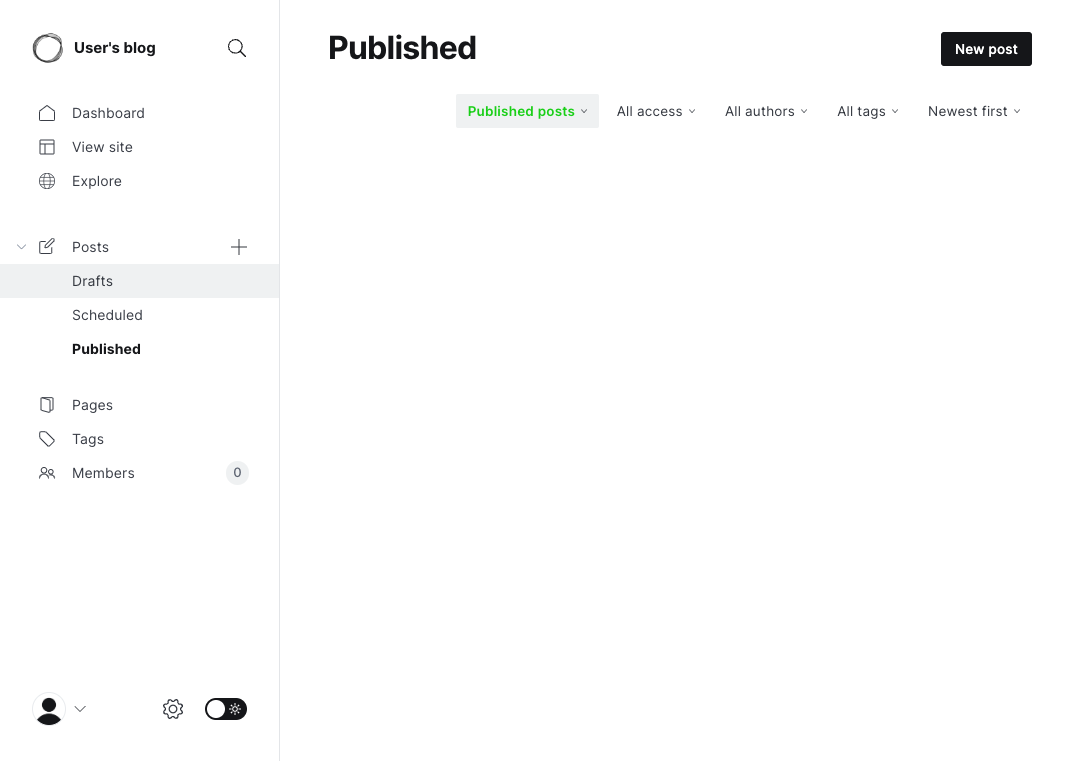 User's blog
Dashboard
View site
Explore
Posts
Drafts
Scheduled
Published
Pages
Tags
Members 0
Published
New post
Published posts All access All authors All tags Newest first